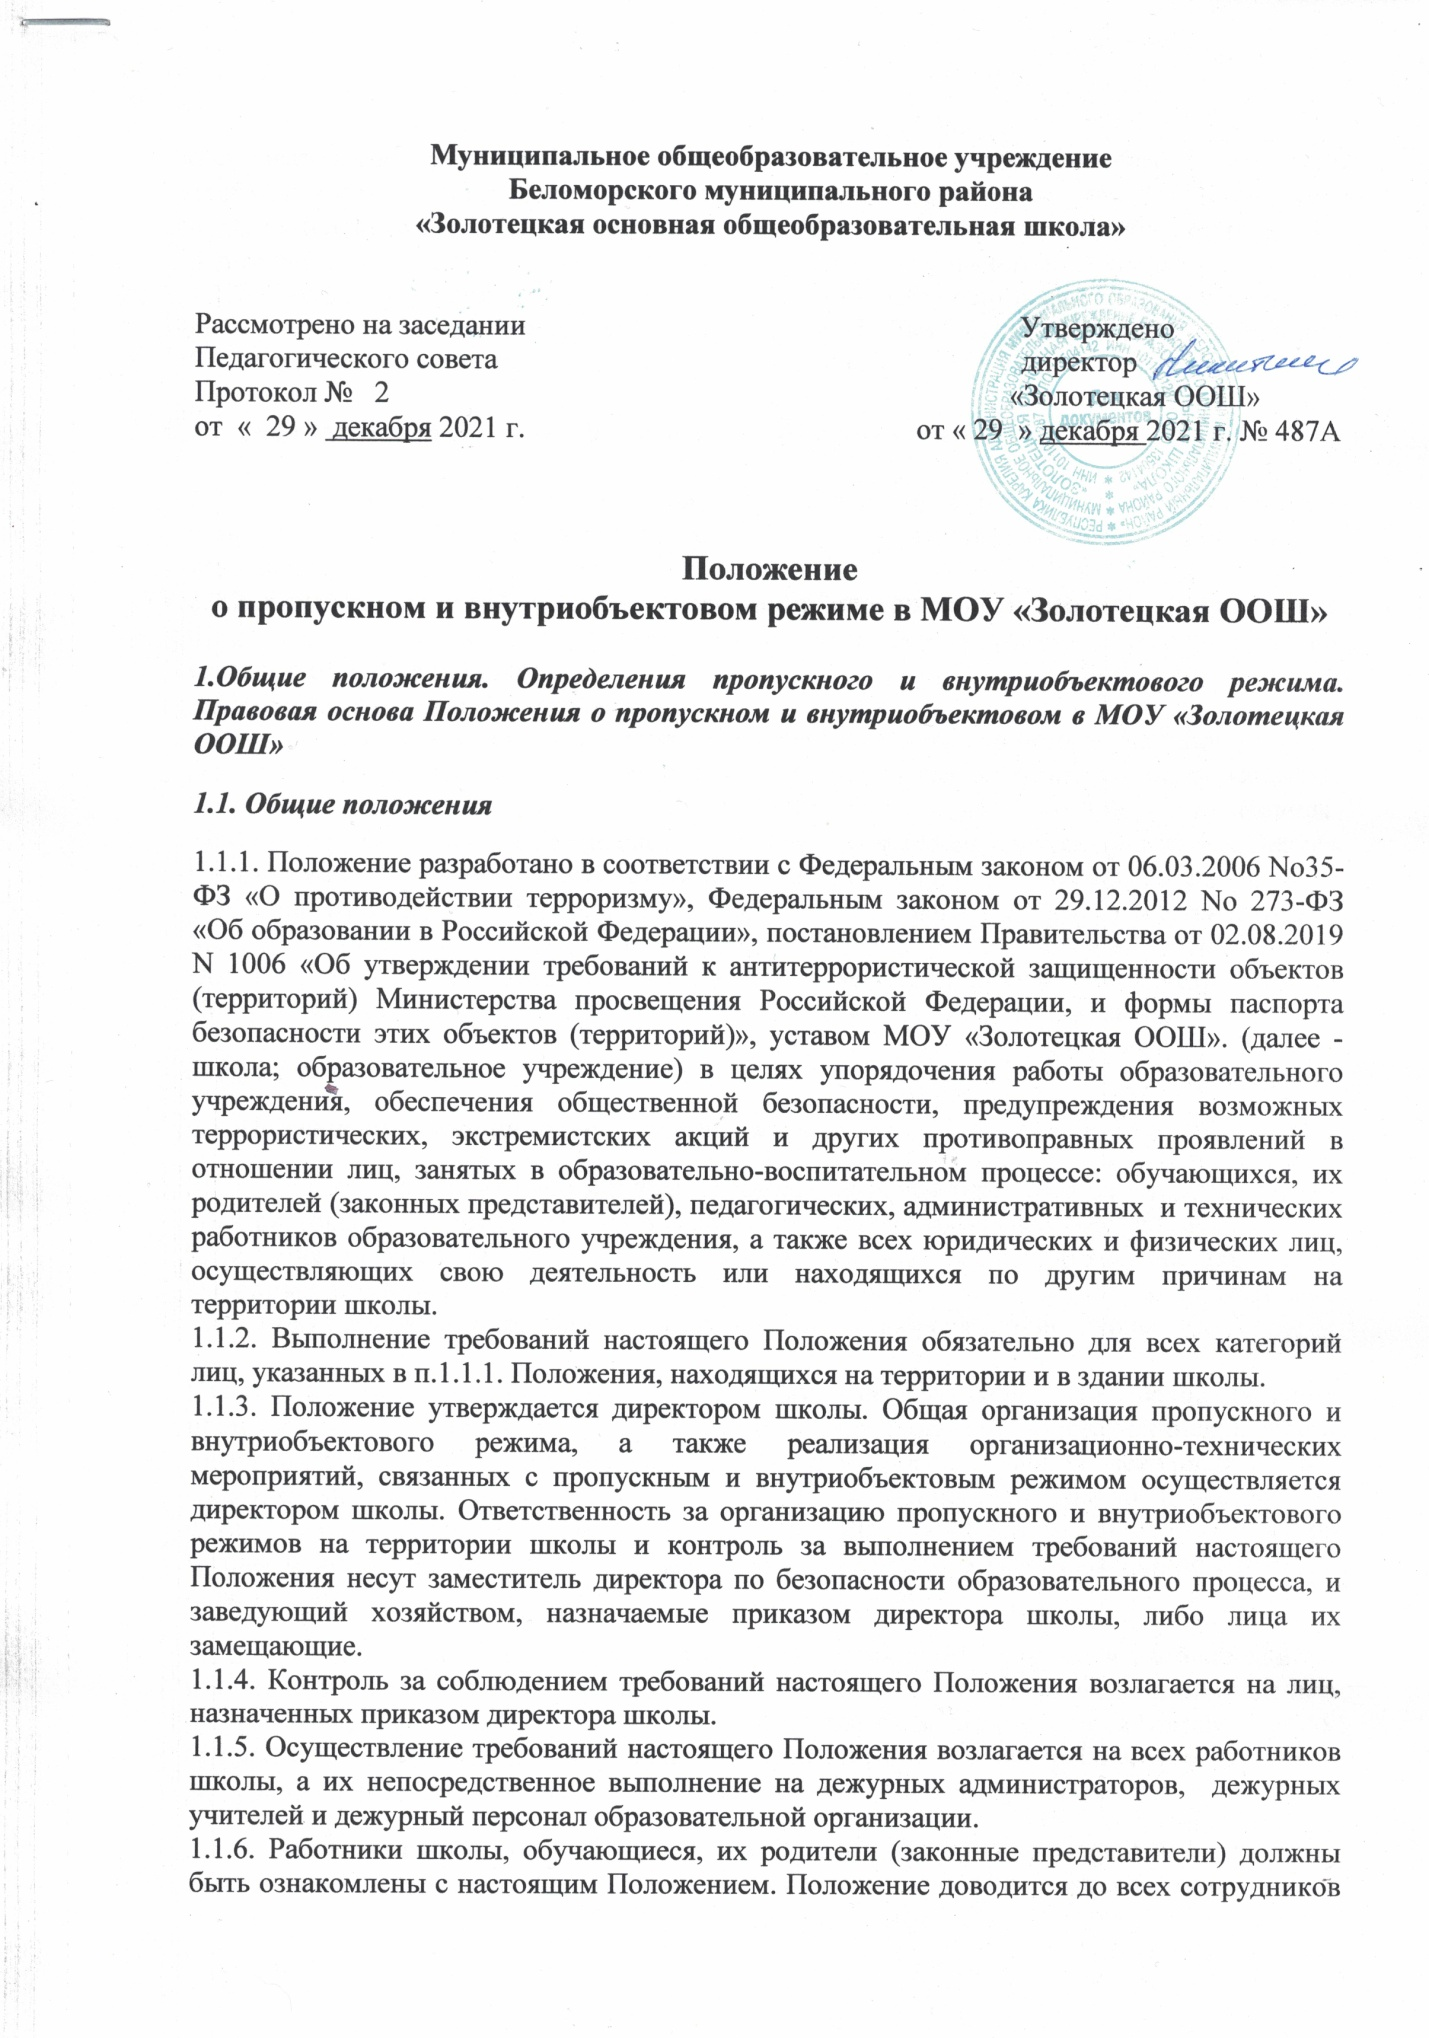 Муниципальное общеобразовательное учреждение
Беломорского муниципального района
«Золотецкая основная общеобразовательная школа»
Рассмотрено на заседании
Педагогического совета
Протокол № 2
от « 29 » декабря 2021 г.
Утверждено
директор
«Золотецкая ООШ»
от « 29 » декабря 2021 г. № 487А
документов
Положение
о пропускном и внутриобъектовом режиме в МОУ «Золотецкая ООШ»
1.Общие положения. Определения пропускного и внутриобъектового режима.
Правовая основа Положения о пропускном и внутриобъектовом в МОУ «Золотецкая
ООШ»
1.1. Общие положения
1.1.1. Положение разработано в соответствии с Федеральным законом от 06.03.2006 No35-
ФЗ «О противодействии терроризму», Федеральным законом от 29.12.2012 No 273-ФЗ
«Об образовании в Российской Федерации», постановлением Правительства от 02.08.2019
N 1006 «Об утверждении требований к антитеррористической защищенности объектов
(территорий) Министерства просвещения Российской Федерации, и формы паспорта
безопасности этих объектов (территорий)», уставом МОУ «Золотецкая ООШ». (далее -
школа; образовательное учреждение) в целях упорядочения работы образовательного
учреждения, обеспечения общественной безопасности, предупреждения возможных
террористических, экстремистских акций и других противоправных проявлений в
отношении лиц, занятых в образовательно-воспитательном процессе: обучающихся, их
родителей (законных представителей), педагогических, административных и технических
работников образовательного учреждения, а также всех юридических и физических лиц,
осуществляющих свою деятельность или находящихся по другим причинам на
территории школы.
1.1.2. Выполнение требований настоящего Положения обязательно для всех категорий
лиц, указанных в п.1.1.1. Положения, находящихся на территории и в здании школы.
1.1.3. Положение утверждается директором школы. Общая организация пропускного и
внутриобъектового режима, а также реализация организационно-технических
мероприятий, связанных с пропускным и внутриобъектовым режимом осуществляется
директором школы. Ответственность за организацию пропускного и внутриобъектового
режимов на территории школы и контроль за выполнением требований настоящего
Положения несут заместитель директора по безопасности образовательного процесса, и
заведующий хозяйством, назначаемые приказом директора школы, либо лица их
замещающие.
1.1.4. Контроль за соблюдением требований настоящего Положения возлагается на лиц,
назначенных приказом директора школы.
1.1.5. Осуществление требований настоящего Положения возлагается на всех работников
школы, а их непосредственное выполнение на дежурных администраторов, дежурных
учителей и дежурный персонал образовательной организации.
1.1.6. Работники школы, обучающиеся, их родители (законные представители) должны
быть ознакомлены с настоящим Положением. Положение доводится до всех сотрудников